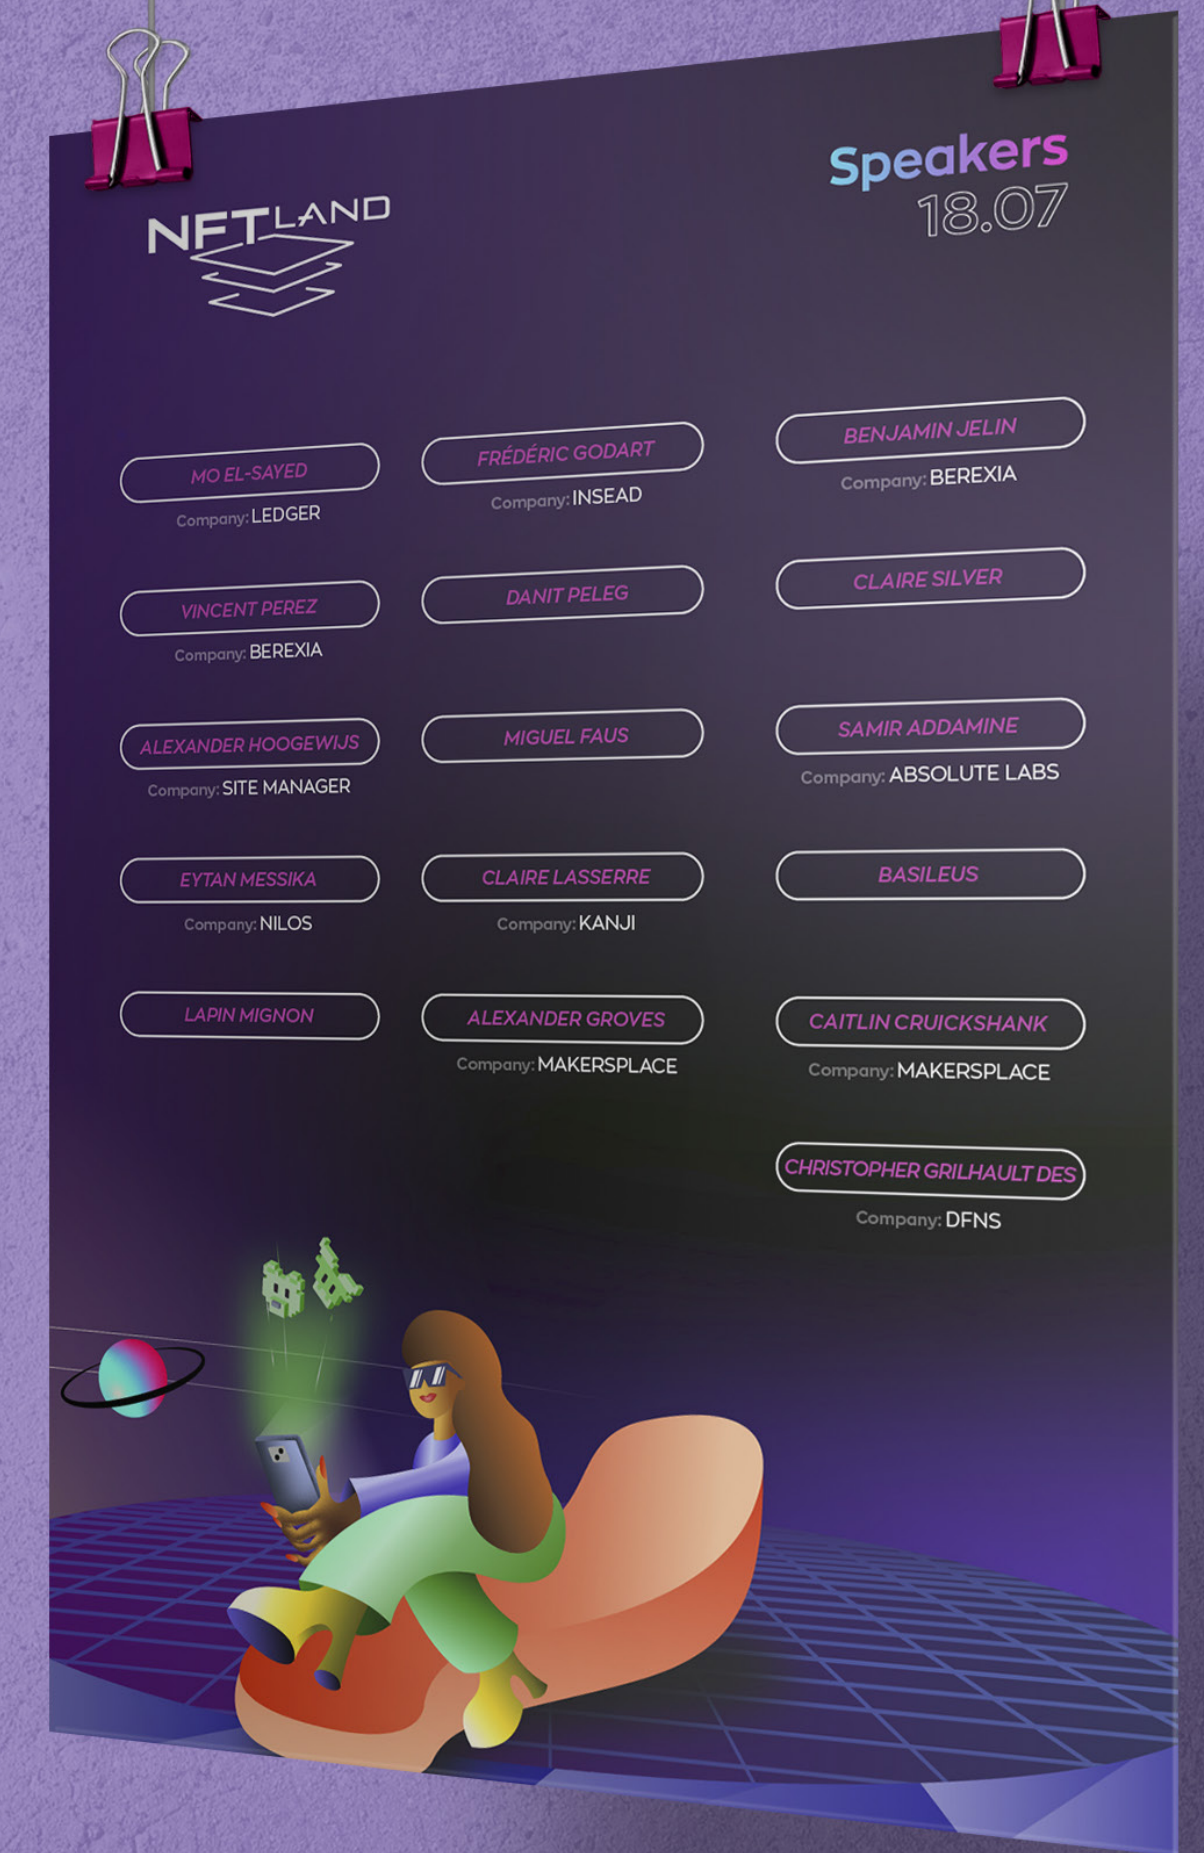 NFTLAND
Speakers
18.07
MO EL-SAYED
Company: LEDGER
VINCENT PEREZ
Company: BEREXIA
ALEXANDER HOOGEWIJS
Company: SITE MANAGER
EYTAN MESSIKA
Company: NILOS
LAPIN MIGNON
FRÉDÉRIC GODART
Company: INSEAD
DANIT PELEG
MIGUEL FAUS
CLAIRE LASSERRE
Company: KANJI
ALEXANDER GROVES
Company: MAKERSPLACE
BENJAMIN JELIN
Company: BEREXIA
CLAIRE SILVER
SAMIR ADDAMINE
Company: ABSOLUTE LABS
BASILEUS
CAITLIN CRUICKSHANK
Company: MAKERSPLACE
CHRISTOPHER GRILHAULT DES
Company: DFNS